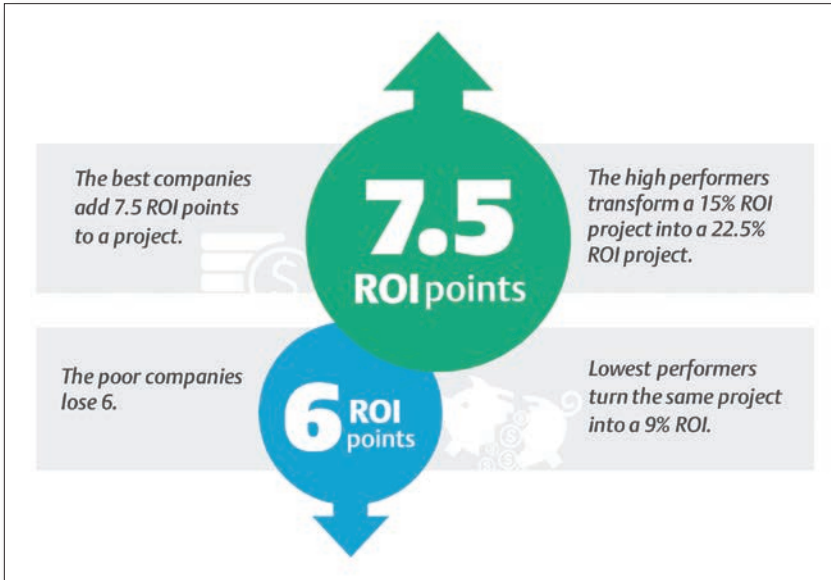 The best companies
add 7.5 ROI points
to a project.
7.5
ROI points
The high performers
transform a 15% ROI
project into a 22.5%
ROI project.
The poor companies
lose 6.
6 ROI
points
Lowest performers
turn the same project
into a 9% ROI.